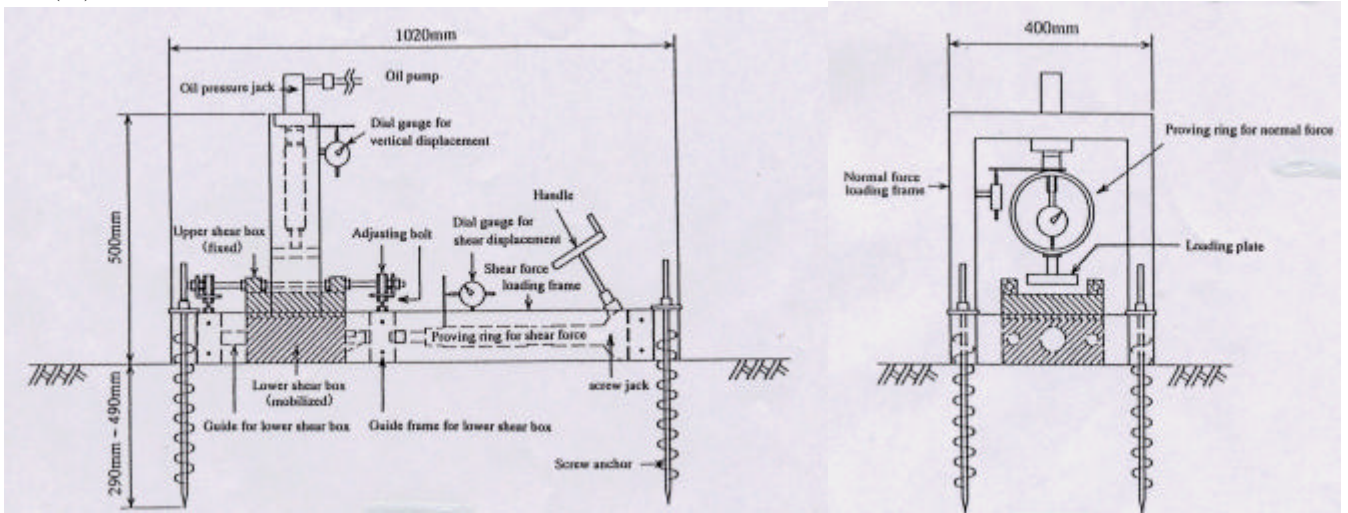 1020mm
Oil pump
Oil pressure jack
Dial gauge for
vertical displacement
500mm
Handle
Upper shear box
(fixed)
Adjusting bolt
Dial gauge for
shear displacement
Shear force
loading frame
Proving ring for shear force
Lower shear box
(mobilized)
screw jack
Guide for lower shear box
Guide frame for lower shear box
290mm - 490mm
Screw anchor
400mm
Proving ring for normal force
Normal force
loading frame
Loading plate